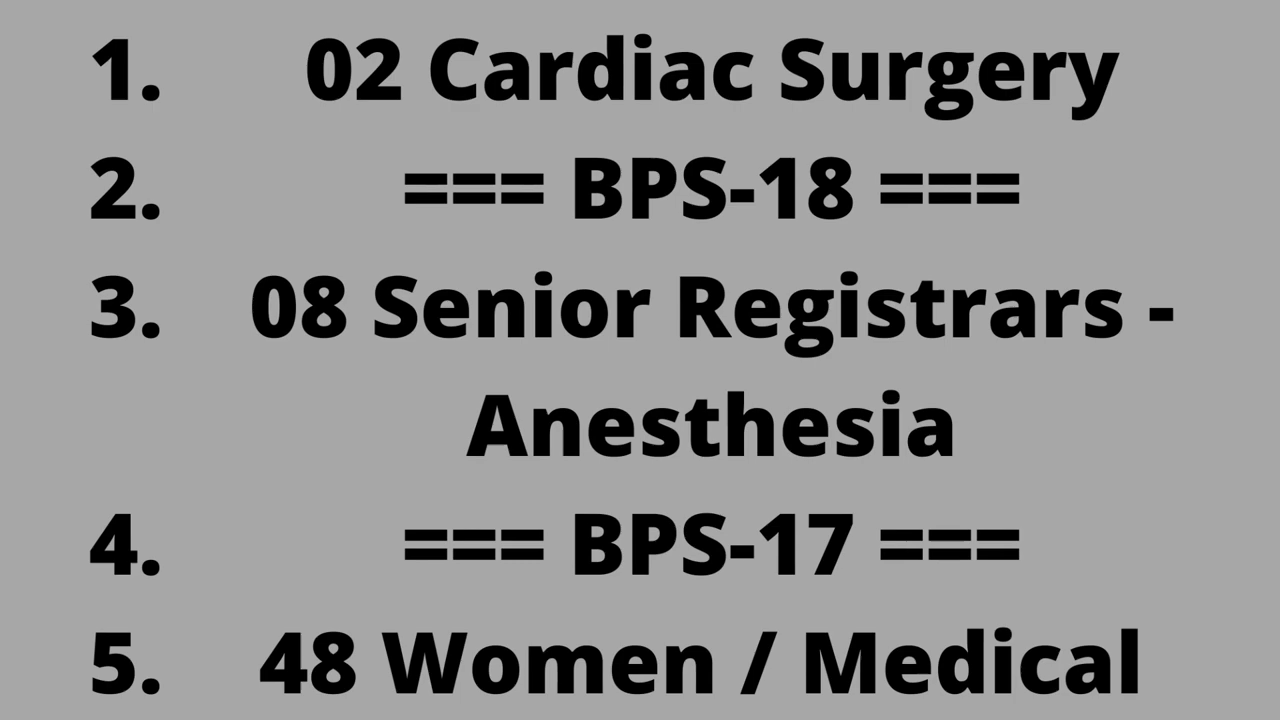 1. 02 Cardiac Surgery
2. === BPS-18 ===
3. 08 Senior Registrars -
Anesthesia
4. === BPS-17 ===
5. 48 Women / Medical